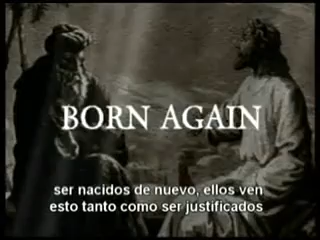 BORN AGAIN
ser nacidos de nuevo, ellos ven
esto tanto como ser justificados